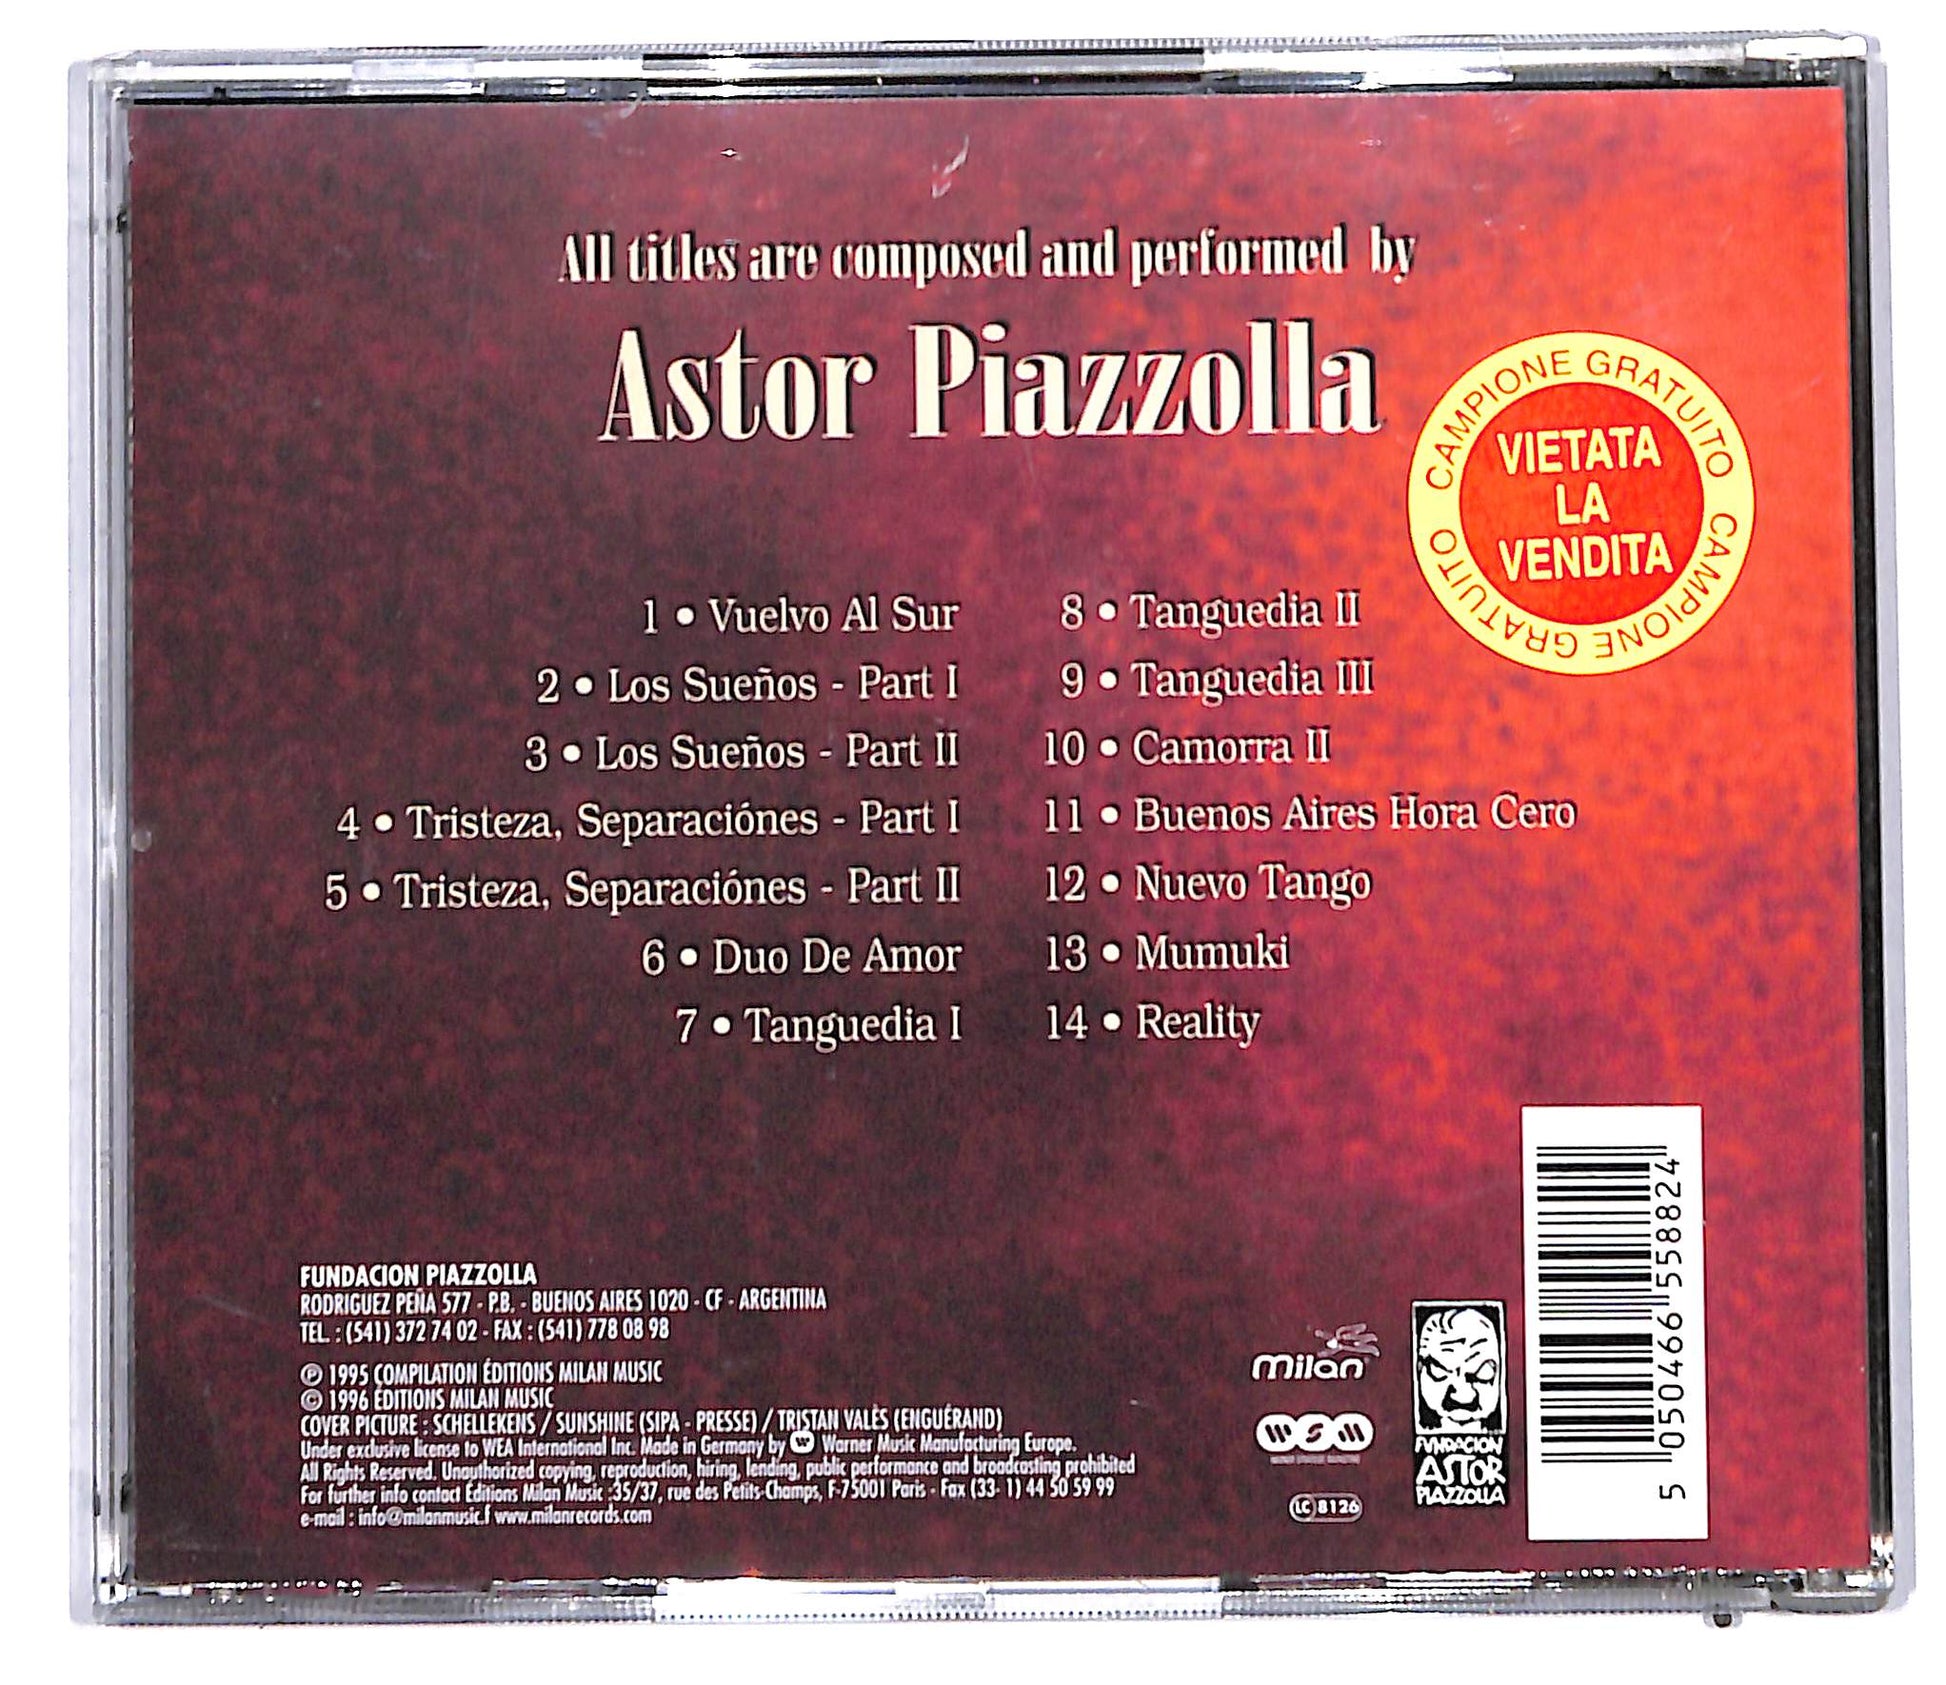 All titles are composed and performed by
Astor Piazzolla
CAMPIONE GRATUITO CAMPIONE GRATUITO
VIETATA
LA
VENDITA
1 • Vuelvo Al Sur
2 • Los Sueños - Part I
3 • Los Sueños - Part II
4 • Tristeza, Separaciónes - Part I
5 • Tristeza, Separaciónes - Part II
6 • Duo De Amor
7 • Tanguedia I
8 • Tanguedia II
9 • Tanguedia III
10 • Camorra II
11 • Buenos Aires Hora Cero
12 • Nuevo Tango
13 • Mumuki
14 • Reality
FUNDACION PIAZZOLLA
RODRIGUEZ PEÑA 577 - P.B. - BUENOS AIRES 1020 - CF - ARGENTINA
TEL. : (541) 372 74 02 - FAX : (541) 778 08 98
℗ 1995 COMPILATION ÉDITIONS MILAN MUSIC
© 1996 ÉDITIONS MILAN MUSIC
COVER PICTURE : SCHELLEKENS / SUNSHINE (SIPA - PRESSE) / TRISTAN VALÈS (ENGUÉRAND)
Under exclusive license to WEA International Inc. Made in Germany by Warner Music Manufacturing Europe.
All Rights Reserved. Unauthorized copying, reproduction, hiring, lending, public performance and broadcasting prohibited
For further info contact Éditions Milan Music :35/37, rue des Petits-Champs, F-75001 Paris - Fax (33- 1) 44 50 59 99
e-mail : info@milanmusic.f www.milanrecords.com
milan
WSM
LC 8126
FUNDACION
ASTOR
PIAZZOLLA
5 050466 558824